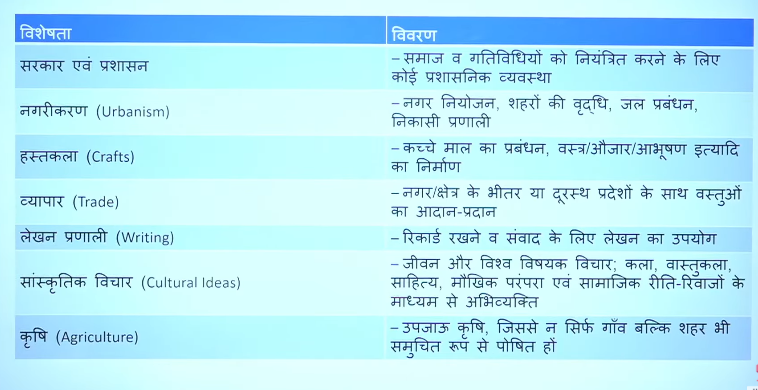 विशेषता
विवरण
सरकार एवं प्रशासन
– समाज व गतिविधियों को नियंत्रित करने के लिए
कोई प्रशासनिक व्यवस्था
नगरीकरण (Urbanism)
– नगर नियोजन, शहरों की वृद्धि, जल प्रबंधन,
निकासी प्रणाली
हस्तकला (Crafts)
– कच्चे माल का प्रबंधन, वस्त्र/औजार/आभूषण इत्यादि
का निर्माण
व्यापार (Trade)
– नगर/क्षेत्र के भीतर या दूरस्थ प्रदेशों के साथ वस्तुओं
का आदान-प्रदान
लेखन प्रणाली (Writing)
– रिकार्ड रखने व संवाद के लिए लेखन का उपयोग
सांस्कृतिक विचार (Cultural Ideas)
– जीवन और विश्व विषयक विचार; कला, वास्तुकला,
साहित्य, मौखिक परंपरा एवं सामाजिक रीति-रिवाजों के
माध्यम से अभिव्यक्ति
कृषि (Agriculture)
– उपजाऊ कृषि, जिससे न सिर्फ गाँव बल्कि शहर भी
समुचित रूप से पोषित हों